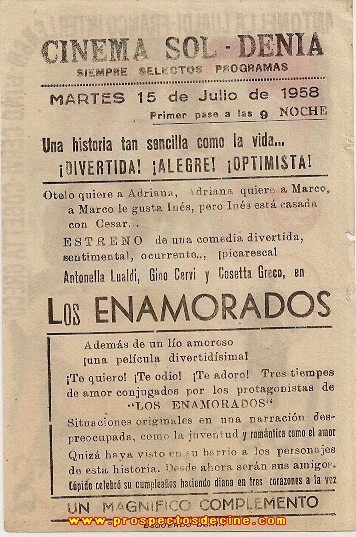 CINEMA SOL - DENIA
SIEMPRE SELECTOS PROGRAMAS
MARTES 15 de Julio de 1958
Primer pase a las 9 NOCHE
Una historia tan sencilla como la vida...
¡DIVERTIDA! ¡ALEGRE! ¡OPTIMISTA!
Otelo quiere a Adriana, Adriana quiere a Marco,
a Marco le gusta Inés, pero Inés está casada
con Cesar...
ESTRENO de una comedia divertida,
sentimental, ocurrente.., ¡picaresca!
Antonella Lualdi, Gino Cervi y Cosetta Greco, en
LOS ENAMORADOS
Además de un lío amoroso
¡una película divertidísima!
¡Te quiero! ¡Te odio! ¡Te adoro! Tres tiempos
de amor conjugados por los protagonistas de
"LOS ENAMORADOS"
Situaciones originales en una narración des-
preocupada, como la juventud y romántica como el amor
Quizá haya visto en su barrio a los personajes
de esta historia. Desde ahora serán sus amigos.
Cúpido celebró su cumpleaños haciendo diana en tres corazones a la vez
UN MAGNIFICO COMPLEMENTO
www.prospectosdecine.com